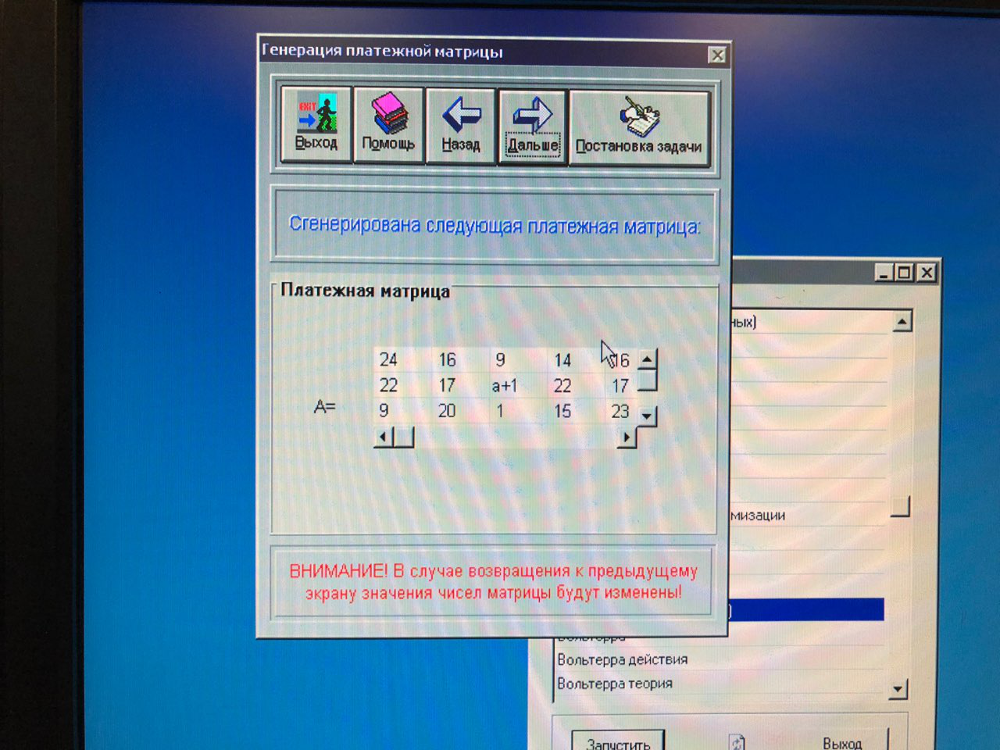 Генерация платежной матрицы
EXIT
Выход Помощь Назад Дальше Постановка задачи
Сгенерирована следующая платежная матрица:
Платежная матрица
24 16 9 14 16
22 17 a+1 22 17
A=
9 20 1 15 23
ВНИМАНИЕ! В случае возвращения к предыдущему
экрану значения чисел матрицы будут изменены!
ных)
мизации
)
Вольтерра
Вольтерра действия
Вольтерра теория
Запустить Выход